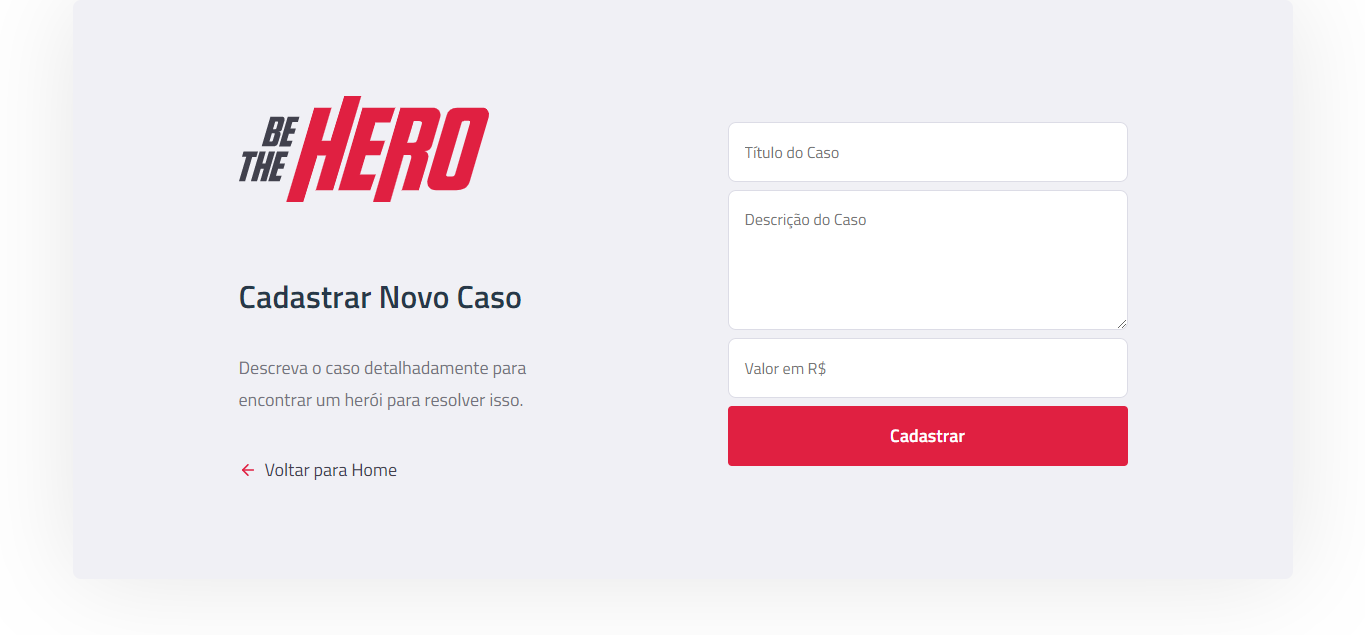 BE
THE HERO
Cadastrar Novo Caso
Descreva o caso detalhadamente para
encontrar um herói para resolver isso.
Voltar para Home
Título do Caso
Descrição do Caso
Valor em R$
Cadastrar